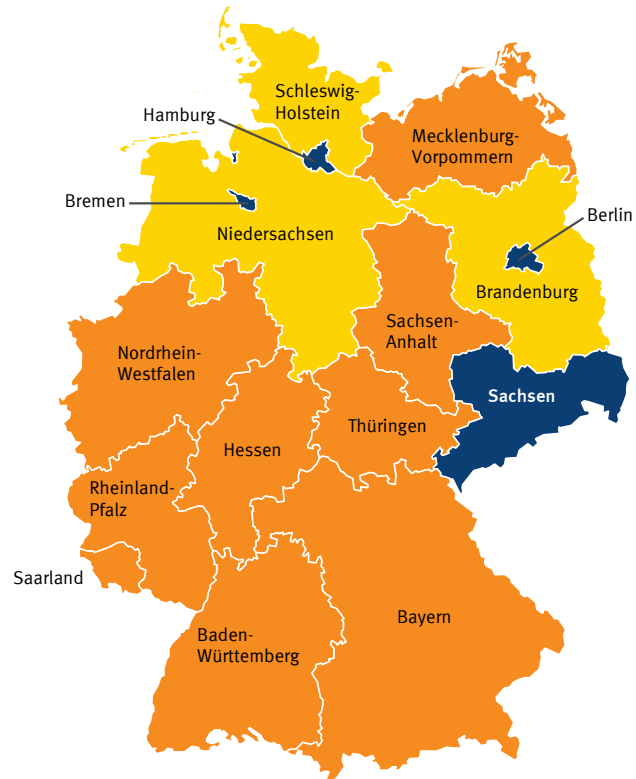 Schleswig-
Holstein
Hamburg
Mecklenburg-
Vorpommern
Bremen
Niedersachsen
Berlin
Brandenburg
Sachsen-
Anhalt
Nordrhein-
Westfalen
Sachsen
Thüringen
Hessen
Rheinland-
Pfalz
Saarland
Bayern
Baden-
Württemberg